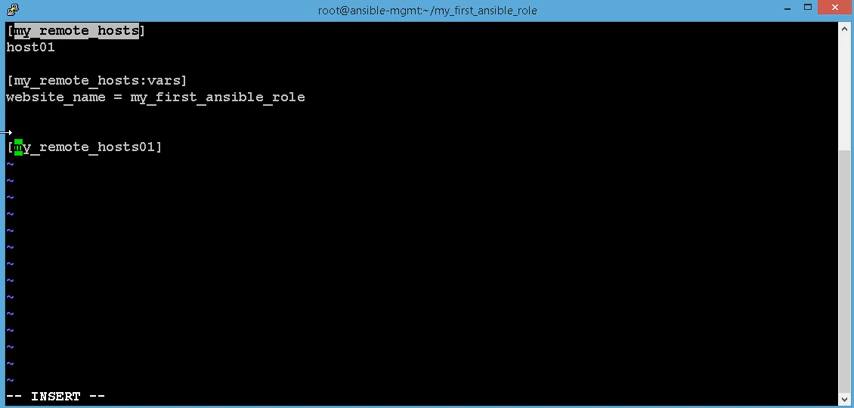 root@ansible-mgmt:~/my_first_ansible_role
[my_remote_hosts]
host01
[my_remote_hosts:vars]
website_name = my_first_ansible_role
[my_remote_hosts01]
~
~
~
~
~
~
~
~
~
~
~
~
~
~
-- INSERT --